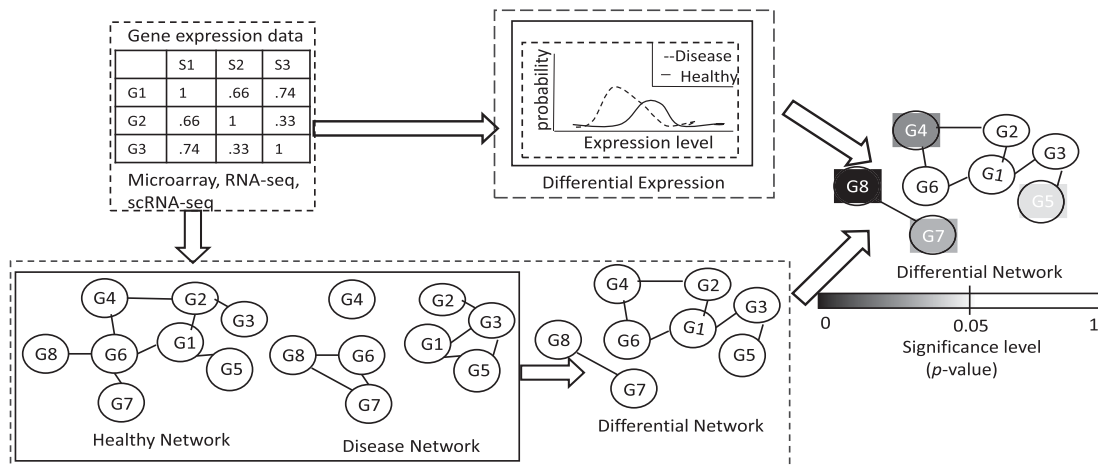 Gene expression data
S1 S2 S3
G1 1 .66 .74
G2 .66 1 .33
G3 .74 .33 1
Microarray, RNA-seq,
scRNA-seq
probability
--Disease
– Healthy
Expression level
Differential Expression
G4 G2
G3
G8 G6 G1
G5
G7
Differential Network
0 0.05 1
Significance level
(p-value)
G4 G2
G3
G8 G6 G1
G5
G7
Healthy Network
G4 G2
G3
G8 G6 G1
G5
G7
Disease Network
G4 G2
G3
G8 G6 G1
G5
G7
Differential Network